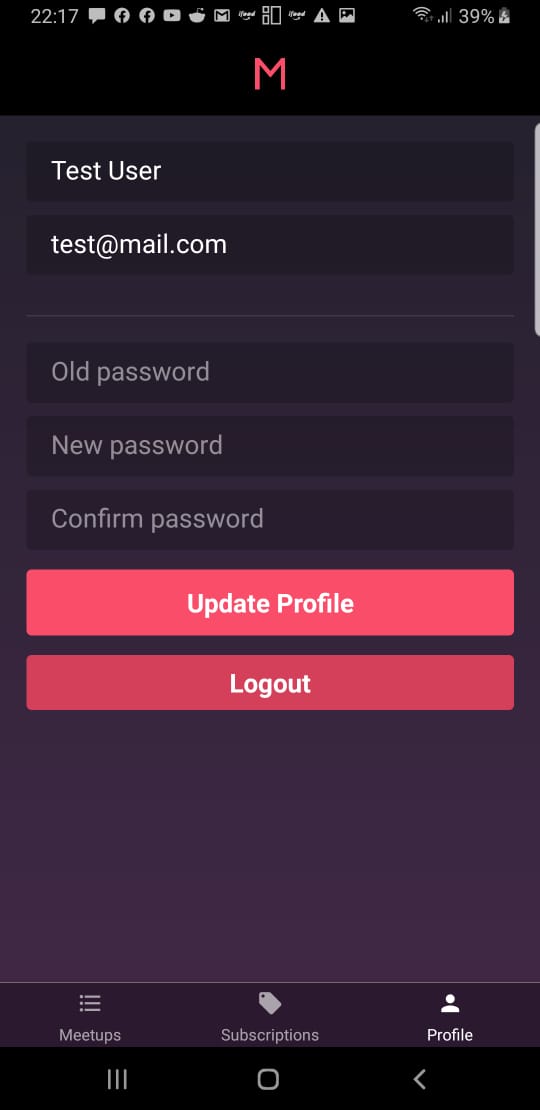 22:17
39%
M
Test User
test@mail.com
Old password
New password
Confirm password
Update Profile
Logout
Meetups
Subscriptions
Profile